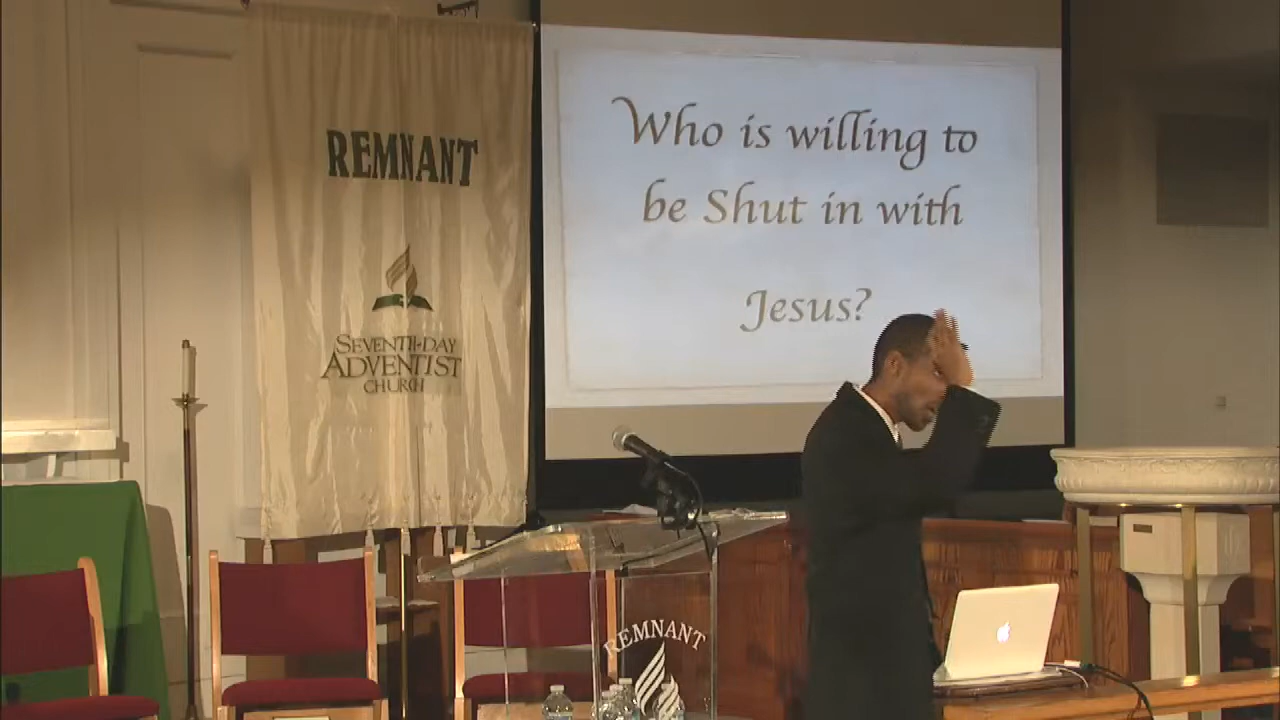 REMNANT
SEVENTH-DAY
ADVENTIST
CHURCH
Who is willing to
be Shut in with
Jesus?
REMNANT